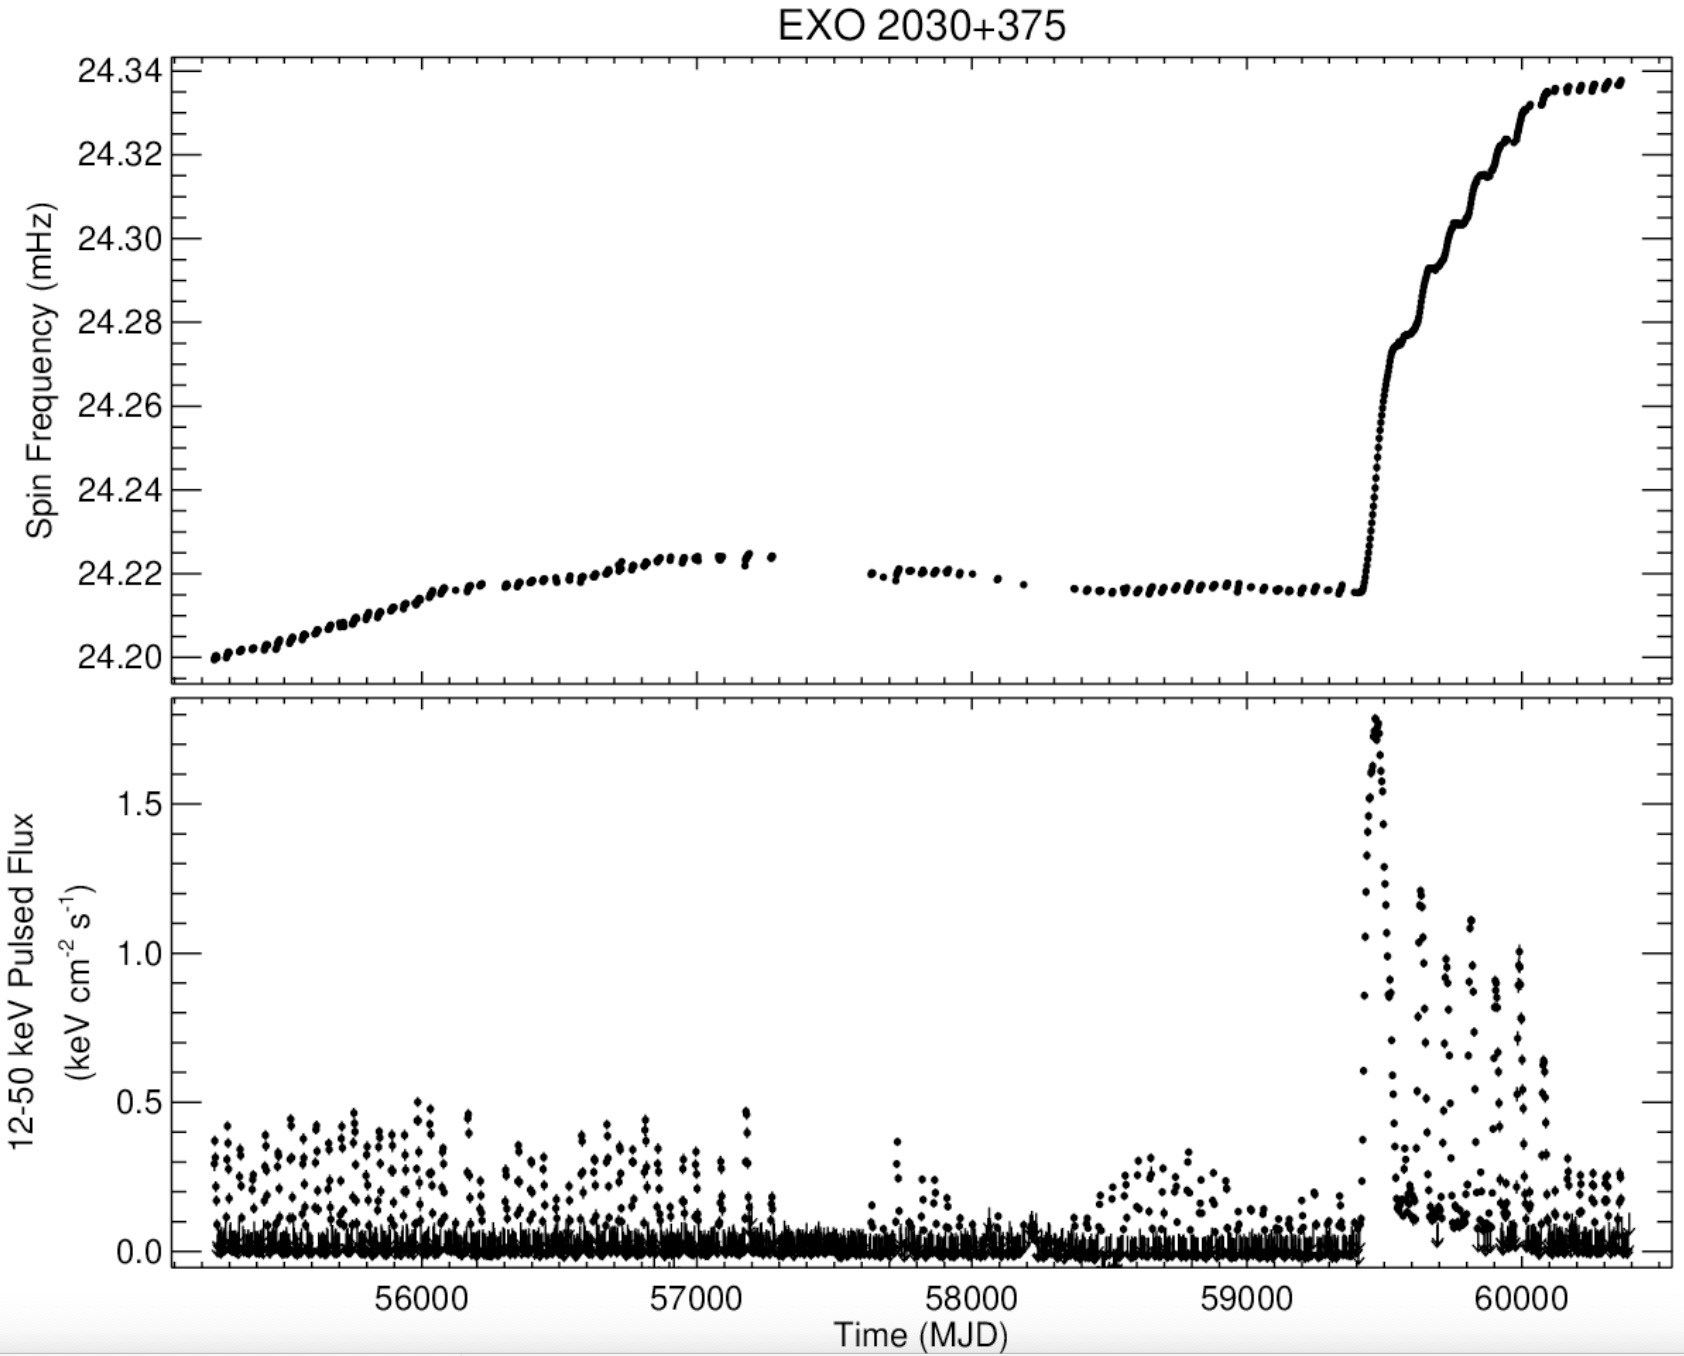 EXO 2030+375
24.34
24.32
24.30
24.28
24.26
24.24
24.22
24.20
Spin Frequency (mHz)
1.5
1.0
0.5
0.0
12-50 keV Pulsed Flux
(keV cm⁻² s⁻¹)
56000 57000 58000 59000 60000
Time (MJD)